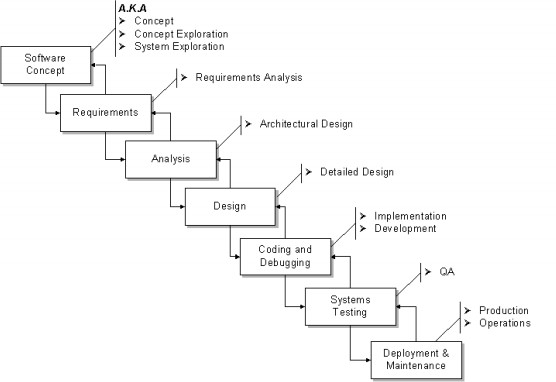 A.K.A
Concept
Concept Exploration
System Exploration
Software
Concept
Requirements Analysis
Requirements
Architectural Design
Analysis
Detailed Design
Design
Implementation
Development
Coding and
Debugging
QA
Systems
Testing
Production
Operations
Deployment &
Maintenance